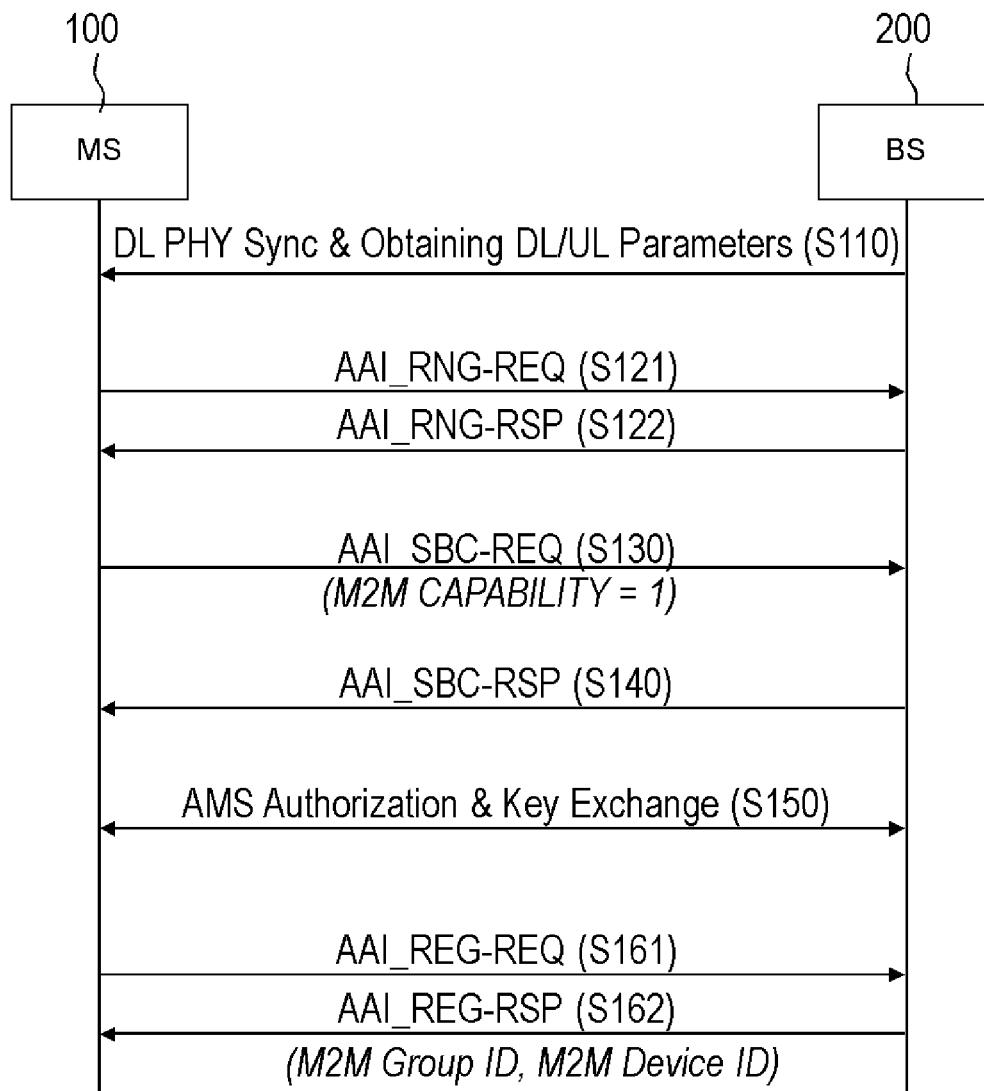 100
200
MS
BS
DL PHY Sync & Obtaining DL/UL Parameters (S110)
AAI_RNG-REQ (S121)
AAI_RNG-RSP (S122)
AAI_SBC-REQ (S130)
(M2M CAPABILITY = 1)
AAI_SBC-RSP (S140)
AMS Authorization & Key Exchange (S150)
AAI_REG-REQ (S161)
AAI_REG-RSP (S162)
(M2M Group ID, M2M Device ID)